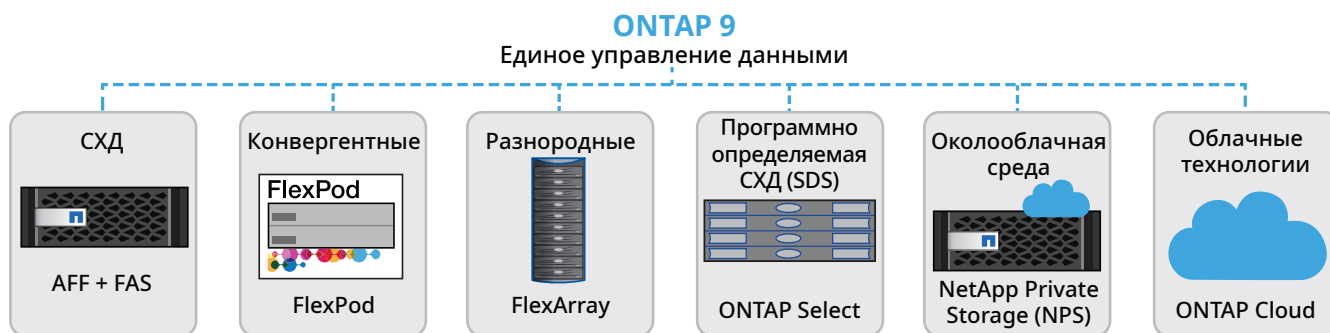 ONTAP 9
Единое управление данными
СХД
AFF + FAS
Конвергентные
FlexPod
FlexPod
Разнородные
FlexArray
Программно
определяемая
СХД (SDS)
ONTAP Select
Околооблачная
среда
NetApp Private
Storage (NPS)
Облачные
технологии
ONTAP Cloud